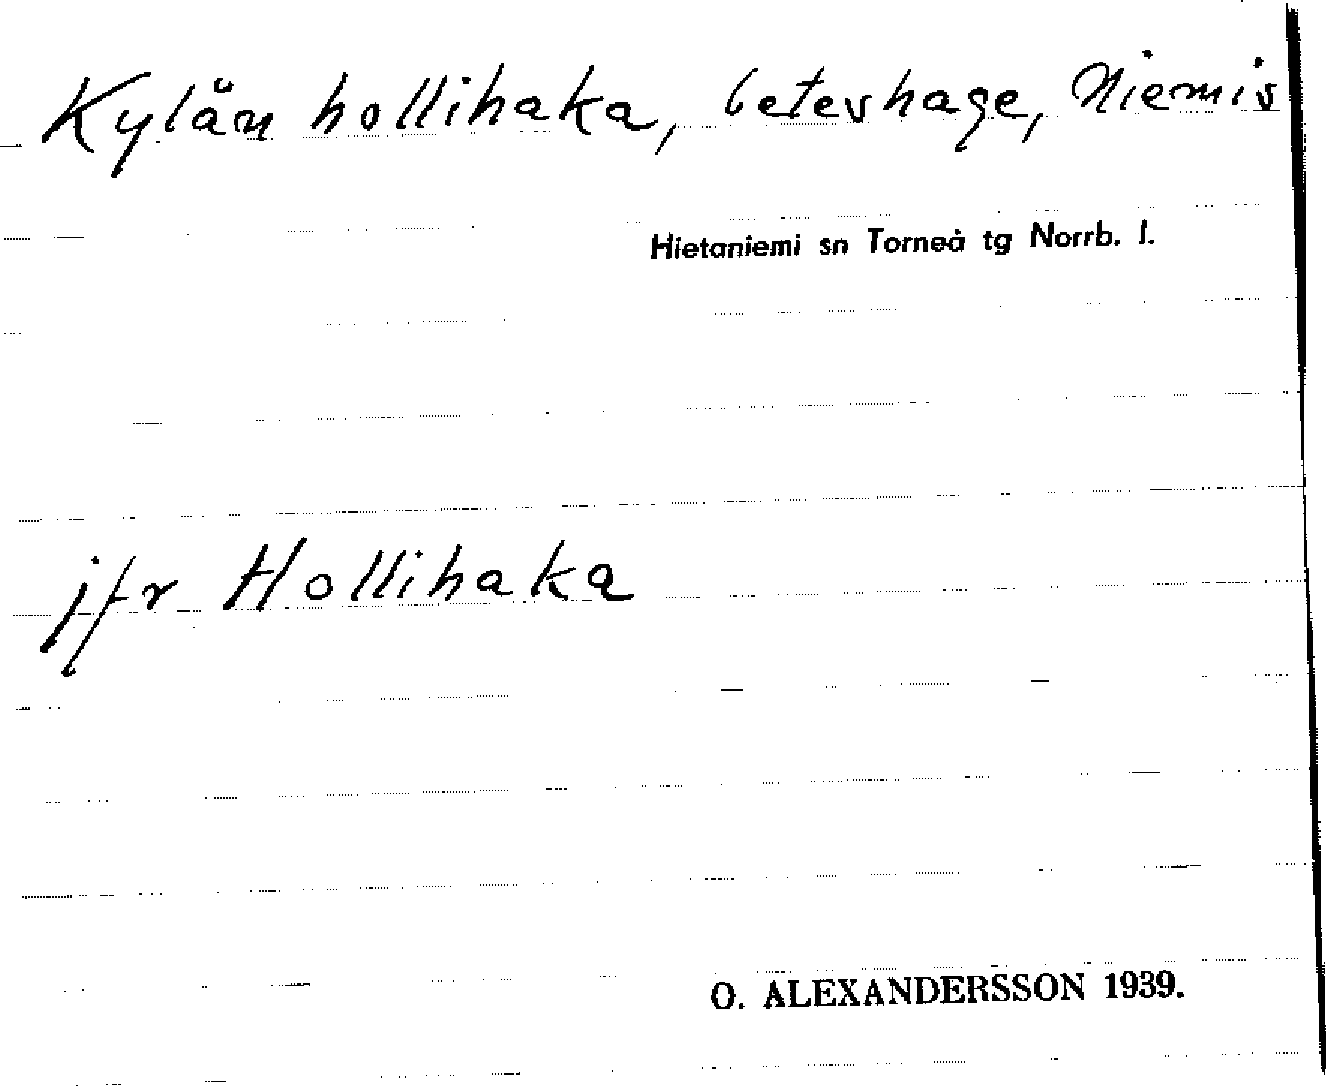 Kylän hollihaka, beteshage, Niemis
Hietaniemi sn Torneå tg Norrb. l.
jfr Hollihaka
O. ALEXANDERSSON 1939.